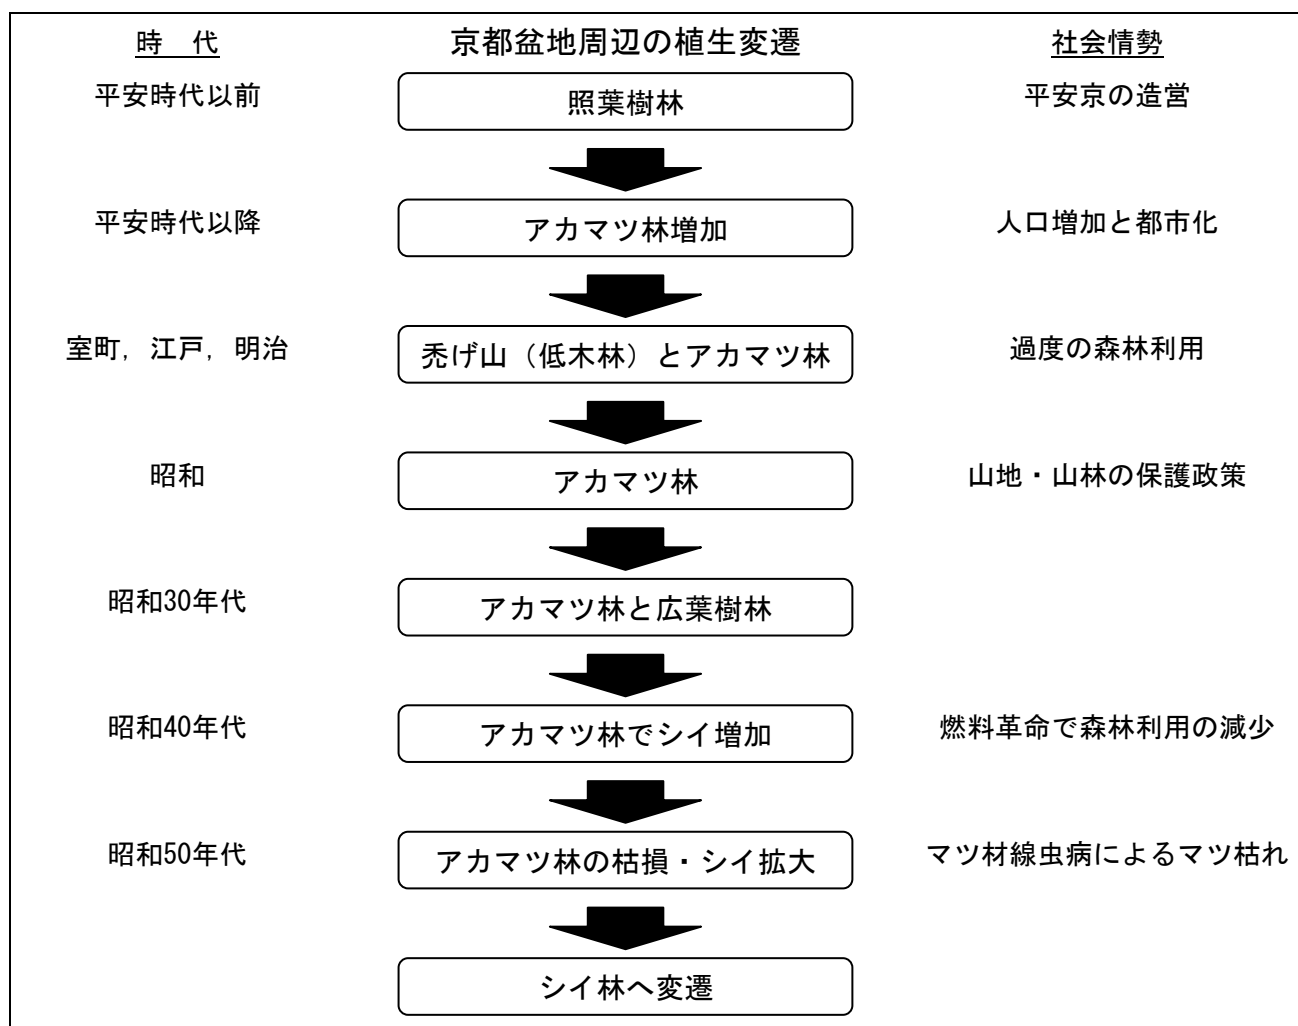 時　代
京都盆地周辺の植生変遷
社会情勢
平安時代以前
照葉樹林
平安京の造営
平安時代以降
アカマツ林増加
人口増加と都市化
室町，江戸，明治
禿げ山（低木林）とアカマツ林
過度の森林利用
昭和
アカマツ林
山地・山林の保護政策
昭和30年代
アカマツ林と広葉樹林
昭和40年代
アカマツ林でシイ増加
燃料革命で森林利用の減少
昭和50年代
アカマツ林の枯損・シイ拡大
マツ材線虫病によるマツ枯れ
シイ林へ変遷